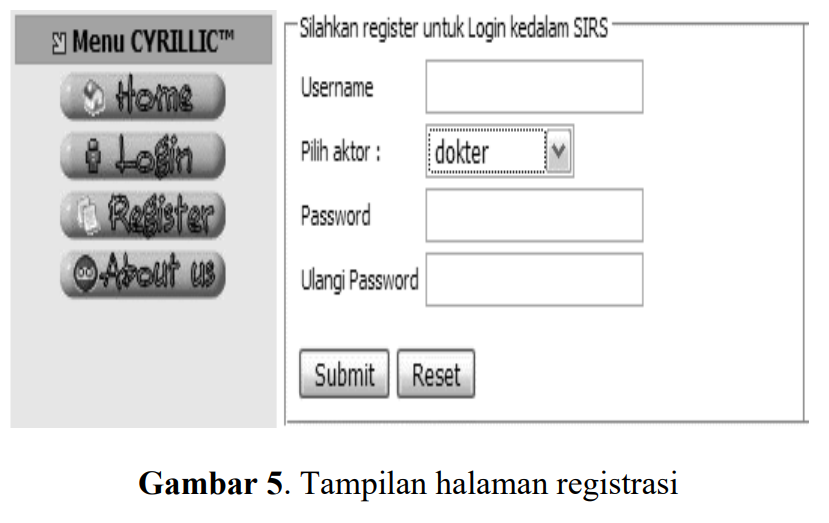 Menu CYRILLIC™
Home
Login
Register
About us
Silahkan register untuk Login kedalam SIRS
Username
Pilih aktor :
dokter
Password
Ulangi Password
Submit Reset
Gambar 5. Tampilan halaman registrasi